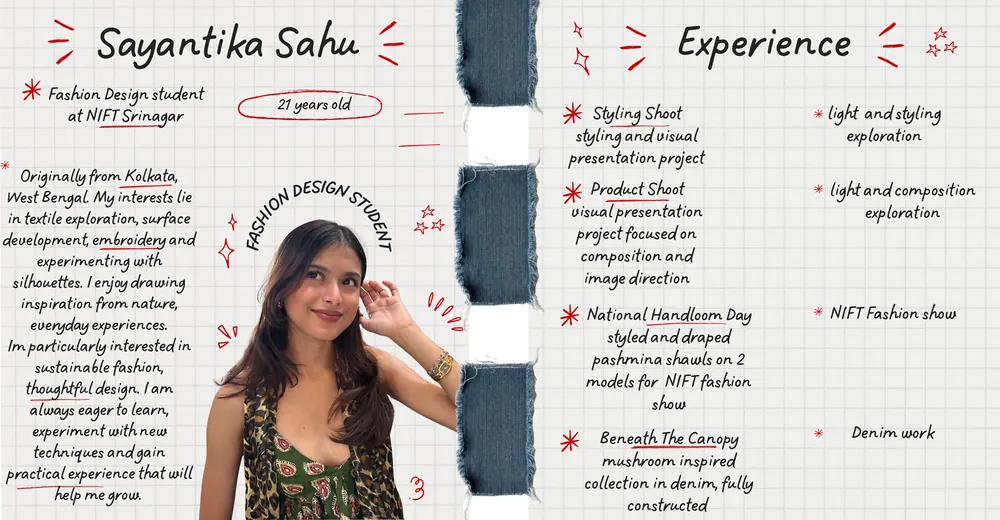 Sayantika Sahu
Fashion Design student
at NIFT Srinagar
21 years old
Originally from Kolkata,
West Bengal. My interests lie
in textile exploration, surface
development, embroidery and
experimenting with
silhouettes. I enjoy drawing
inspiration from nature,
everyday experiences.
Im particularly interested in
sustainable fashion,
thoughtful design. I am
always eager to learn,
experiment with new
techniques and gain
practical experience that will
help me grow.
FASHION DESIGN STUDENT
Experience
Styling Shoot
styling and visual
presentation project
light and styling
exploration
Product Shoot
visual presentation
project focused on
composition and
image direction
light and composition
exploration
National Handloom Day
styled and draped
pashmina shawls on 2
models for NIFT fashion
show
NIFT Fashion show
Beneath The Canopy
mushroom inspired
collection in denim, fully
constructed
Denim work